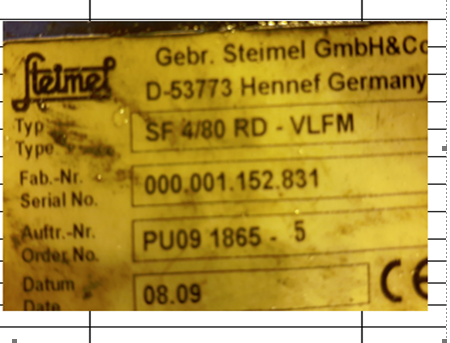 Steimel
Gebr. Steimel GmbH&Co
D-53773 Hennef Germany
Typ
Type
SF 4/80 RD - VLFM
Fab.-Nr.
Serial No.
000.001.152.831
Auftr.-Nr.
Order No.
PU09 1865 - 5
Datum
Date
08.09
CE